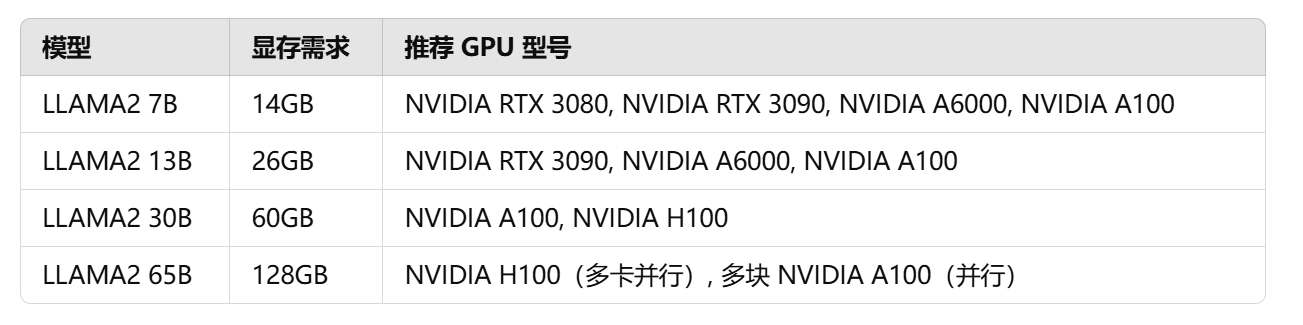 模型 显存需求 推荐 GPU 型号
LLAMA2 7B 14GB NVIDIA RTX 3080, NVIDIA RTX 3090, NVIDIA A6000, NVIDIA A100
LLAMA2 13B 26GB NVIDIA RTX 3090, NVIDIA A6000, NVIDIA A100
LLAMA2 30B 60GB NVIDIA A100, NVIDIA H100
LLAMA2 65B 128GB NVIDIA H100（多卡并行）, 多块 NVIDIA A100（并行）